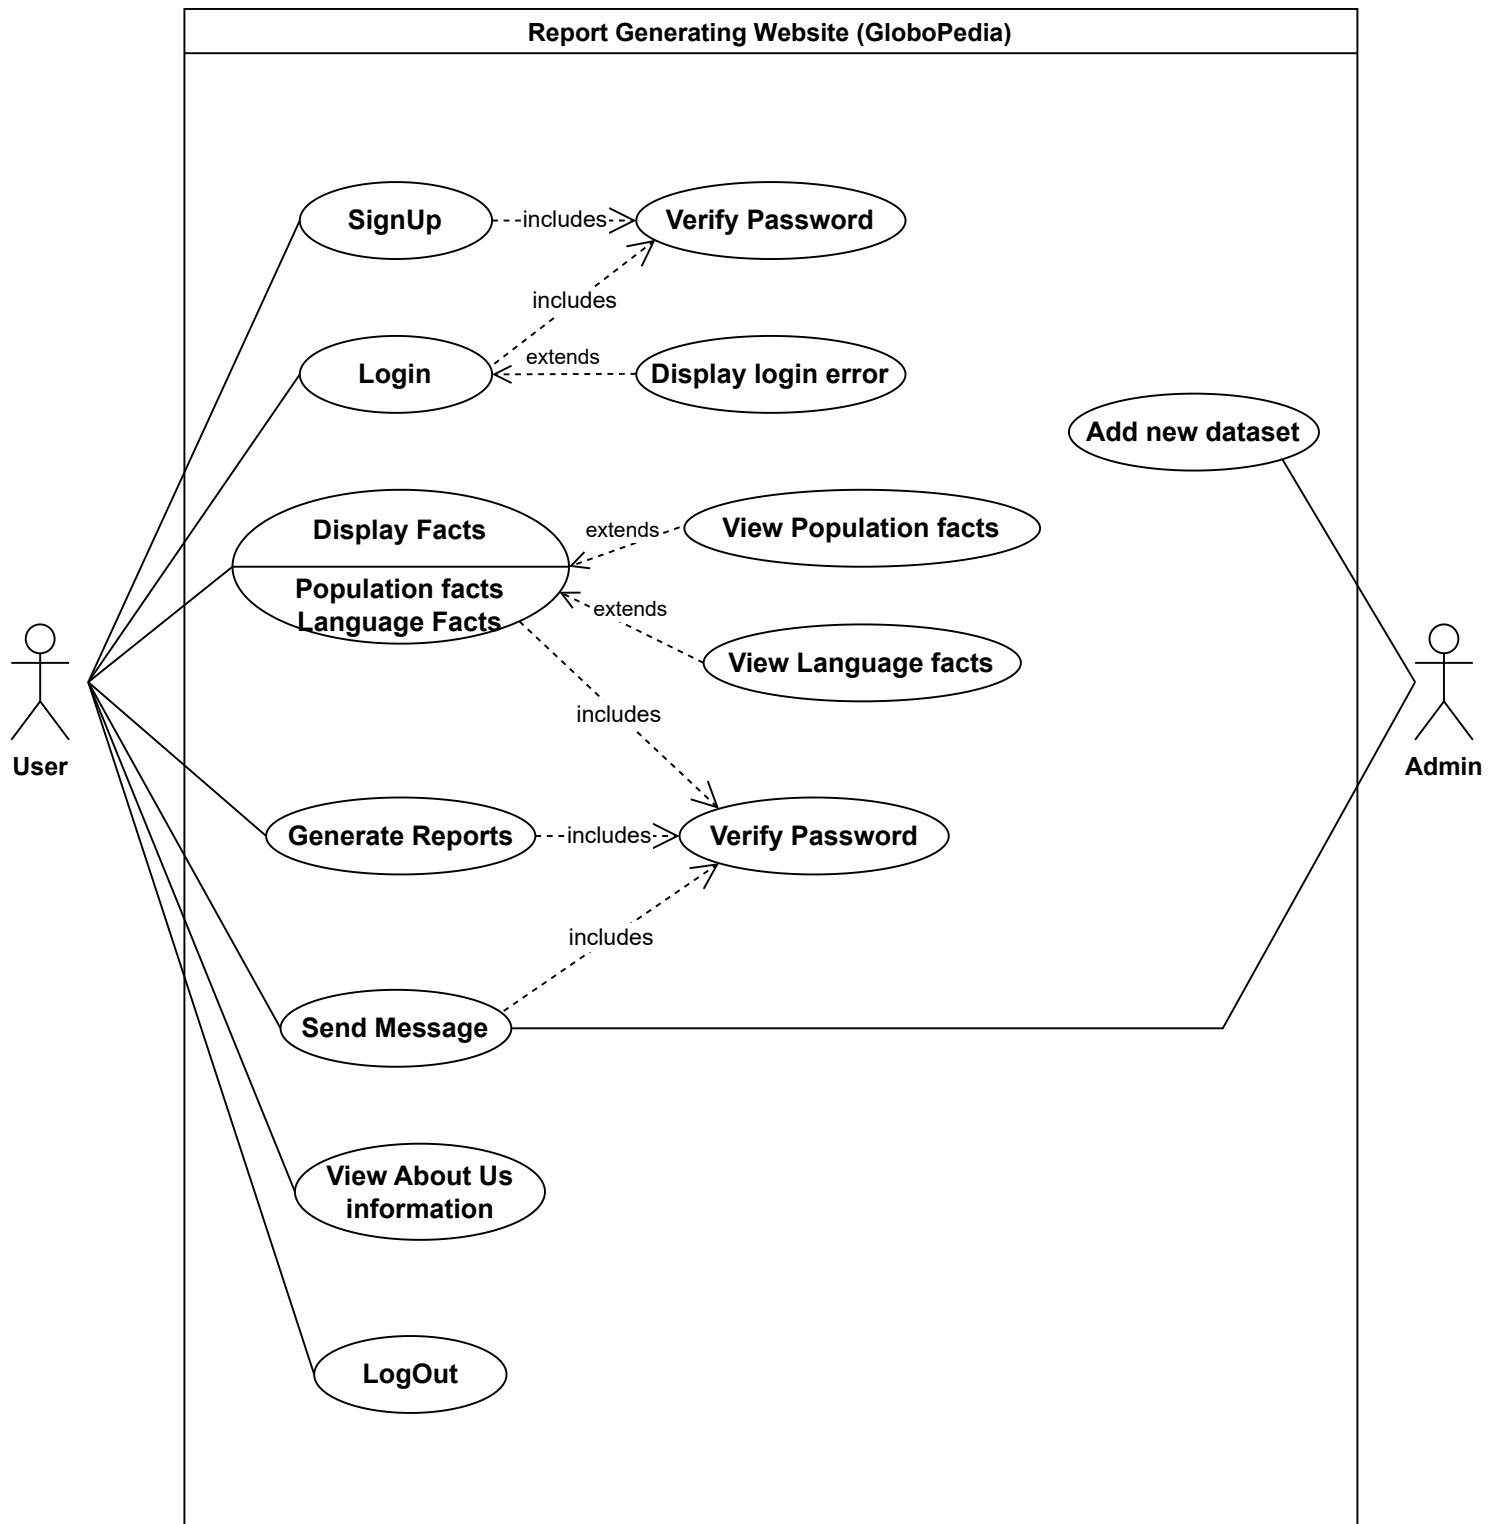 Report Generating Website (GloboPedia)
SignUp
includes
Verify Password
includes
Login
extends
Display login error
Add new dataset
Display Facts
Population facts
Language Facts
extends
View Population facts
extends
View Language facts
includes
User
Admin
Generate Reports
includes
Verify Password
includes
Send Message
View About Us
information
LogOut